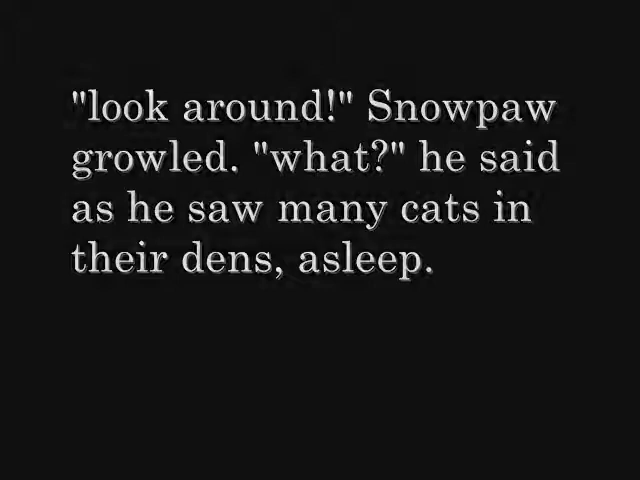 "look around!" Snowpaw
growled. "what?" he said
as he saw many cats in
their dens, asleep.